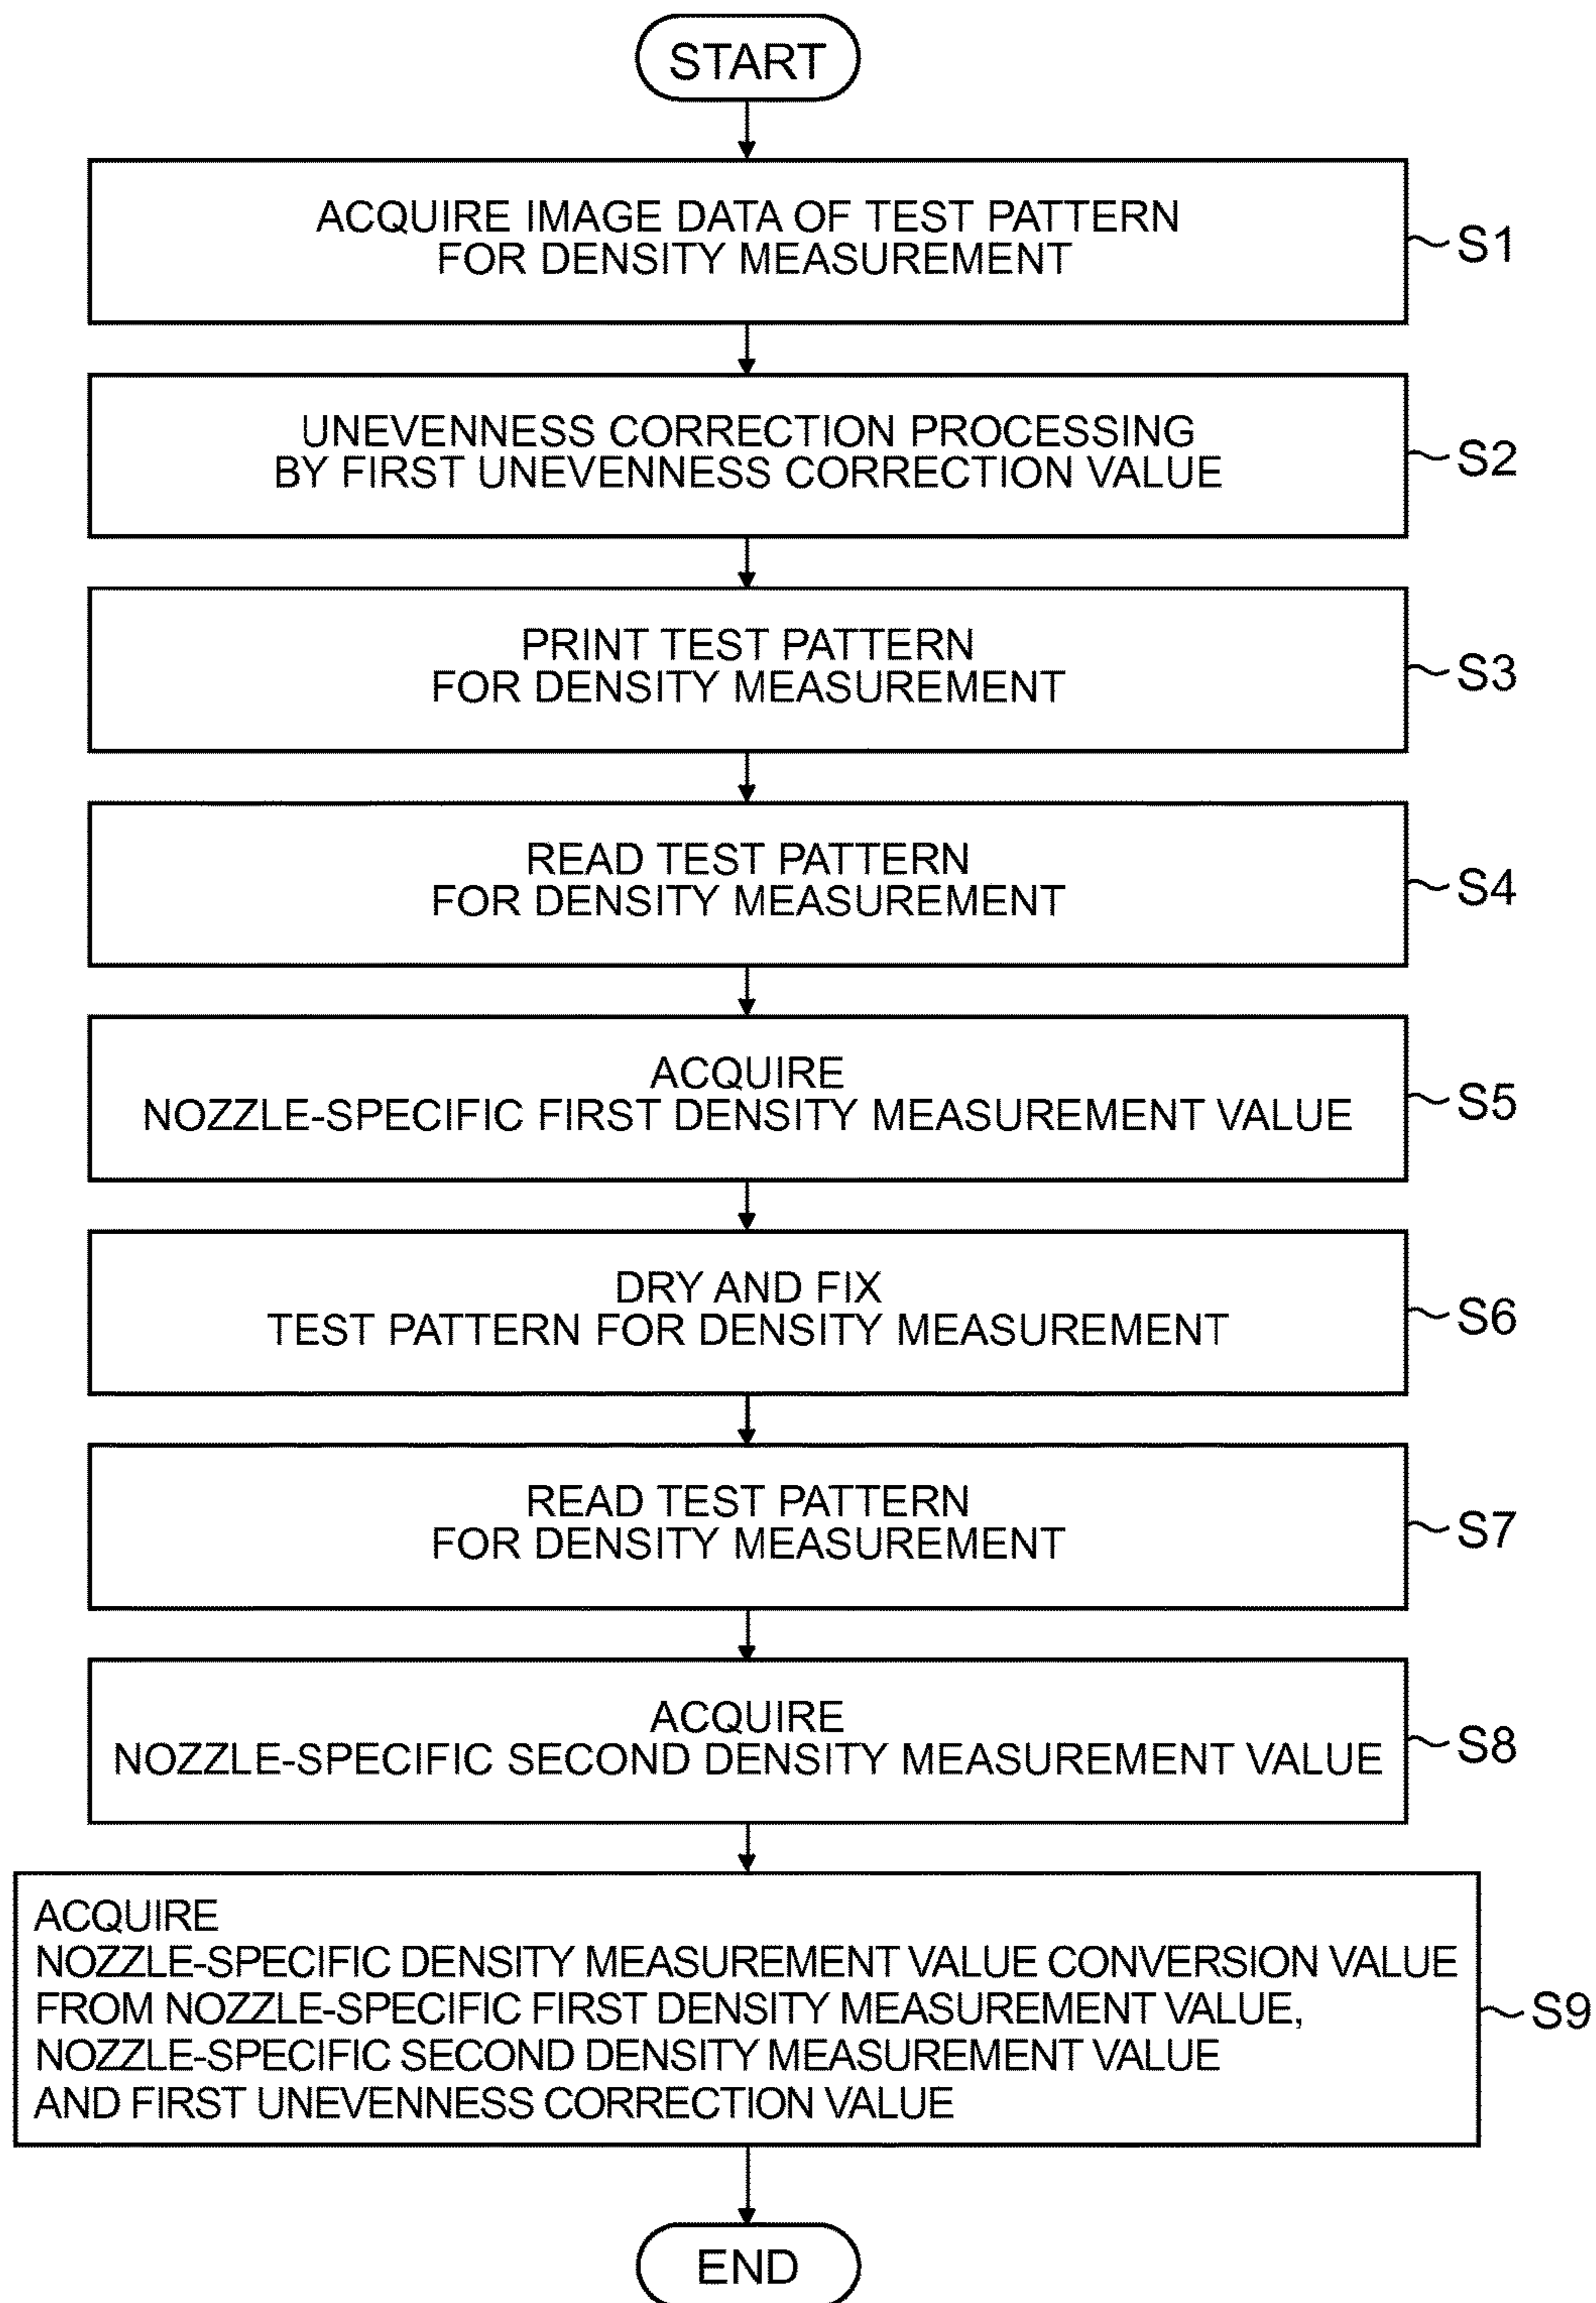 START
ACQUIRE IMAGE DATA OF TEST PATTERN
FOR DENSITY MEASUREMENT
S1
UNEVENNESS CORRECTION PROCESSING
BY FIRST UNEVENNESS CORRECTION VALUE
S2
PRINT TEST PATTERN
FOR DENSITY MEASUREMENT
S3
READ TEST PATTERN
FOR DENSITY MEASUREMENT
S4
ACQUIRE
NOZZLE-SPECIFIC FIRST DENSITY MEASUREMENT VALUE
S5
DRY AND FIX
TEST PATTERN FOR DENSITY MEASUREMENT
S6
READ TEST PATTERN
FOR DENSITY MEASUREMENT
S7
ACQUIRE
NOZZLE-SPECIFIC SECOND DENSITY MEASUREMENT VALUE
S8
ACQUIRE
NOZZLE-SPECIFIC DENSITY MEASUREMENT VALUE CONVERSION VALUE
FROM NOZZLE-SPECIFIC FIRST DENSITY MEASUREMENT VALUE,
NOZZLE-SPECIFIC SECOND DENSITY MEASUREMENT VALUE
AND FIRST UNEVENNESS CORRECTION VALUE
S9
END